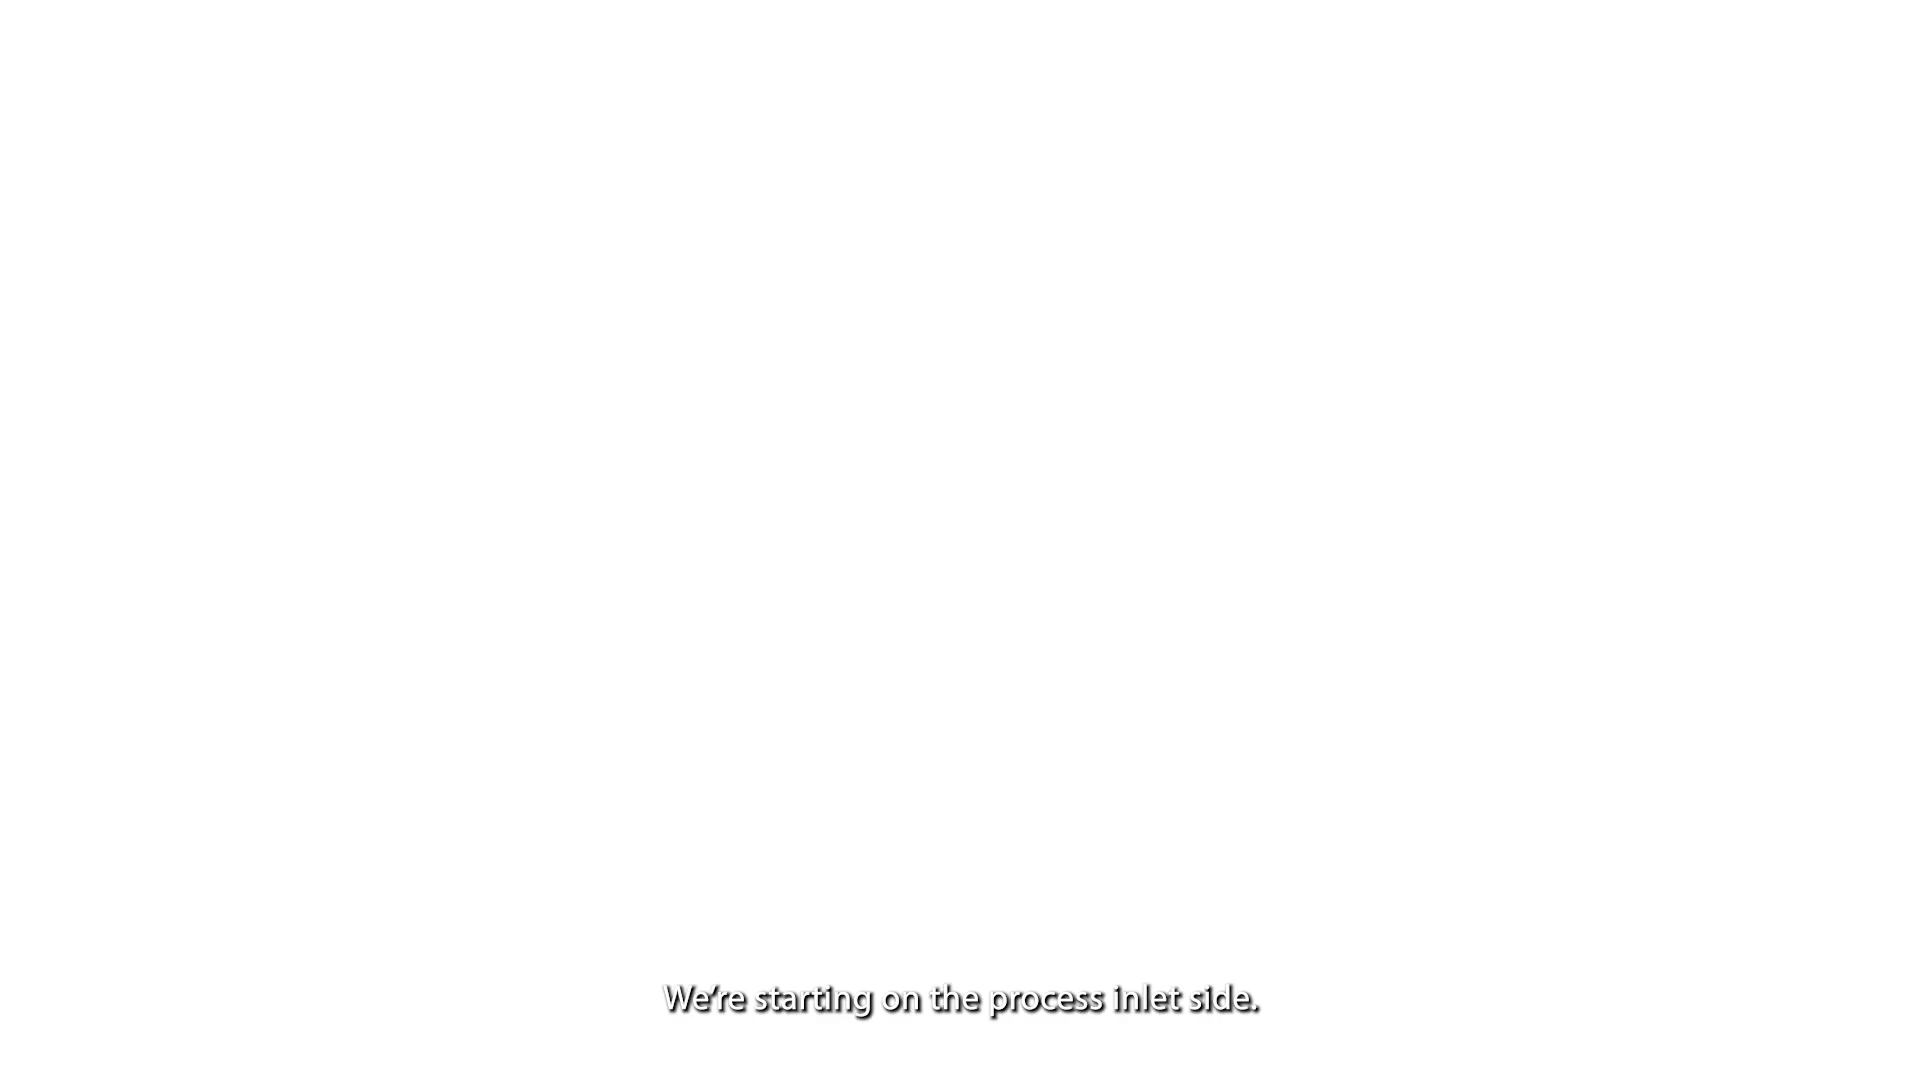 We’re starting on the process inlet side.